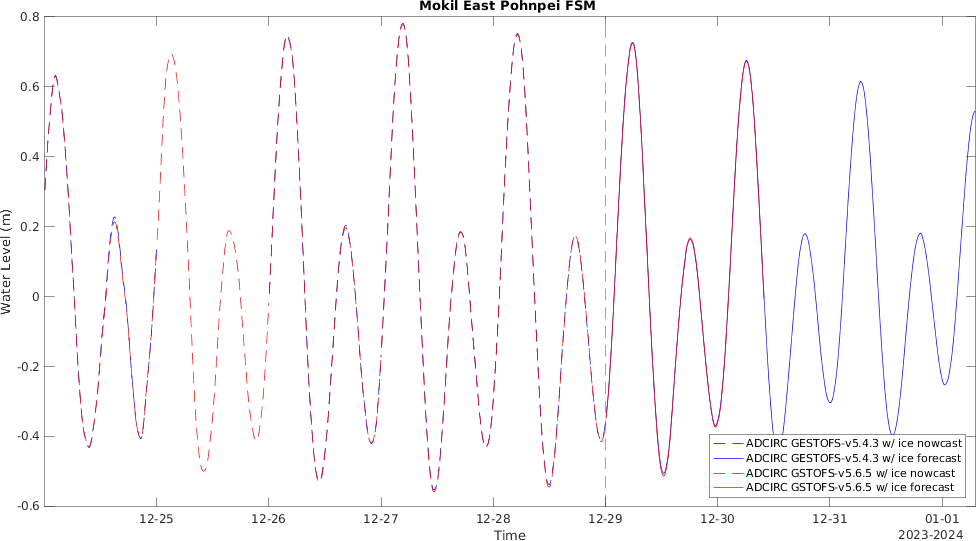 Mokil East Pohnpei FSM
0.8
0.6
0.4
0.2
0
-0.2
-0.4
-0.6
Water Level (m)
12-25
12-26
12-27
12-28
12-29
12-30
12-31
01-01
Time
2023-2024
ADCIRC GESTOFS-v5.4.3 w/ ice nowcast
ADCIRC GESTOFS-v5.4.3 w/ ice forecast
ADCIRC GSTOFS-v5.6.5 w/ ice nowcast
ADCIRC GSTOFS-v5.6.5 w/ ice forecast